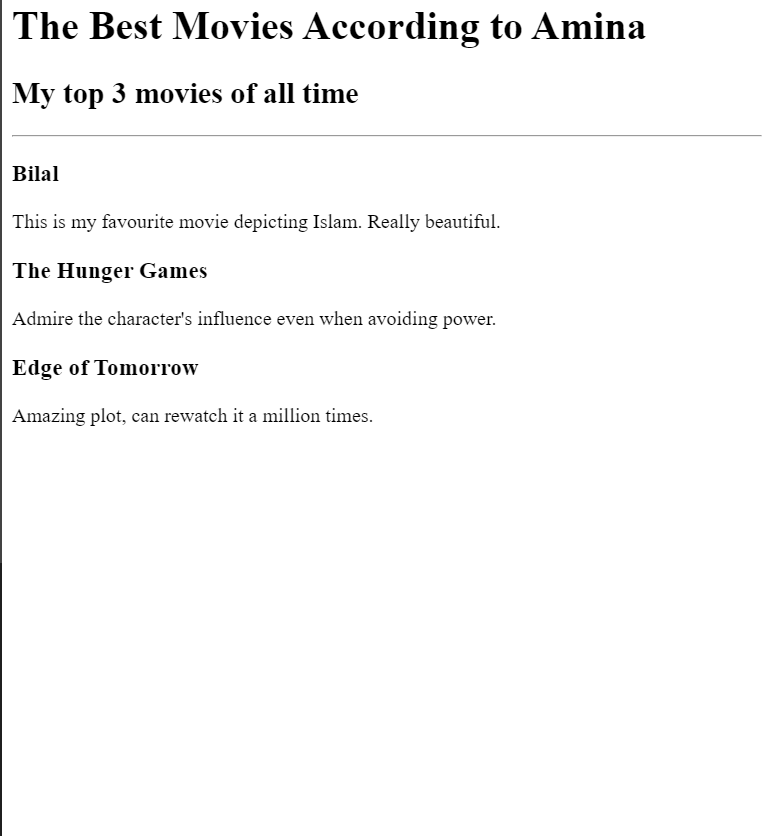 The Best Movies According to Amina
My top 3 movies of all time
Bilal
This is my favourite movie depicting Islam. Really beautiful.
The Hunger Games
Admire the character's influence even when avoiding power.
Edge of Tomorrow
Amazing plot, can rewatch it a million times.